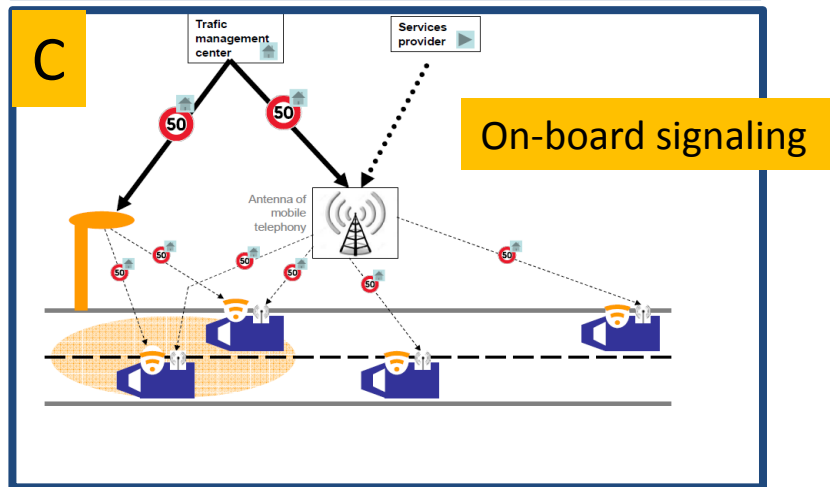 C
Trafic
management
center
Services
provider
50
50
On-board signaling
Antenna of
mobile
telephony
50
50
50
50
50
50